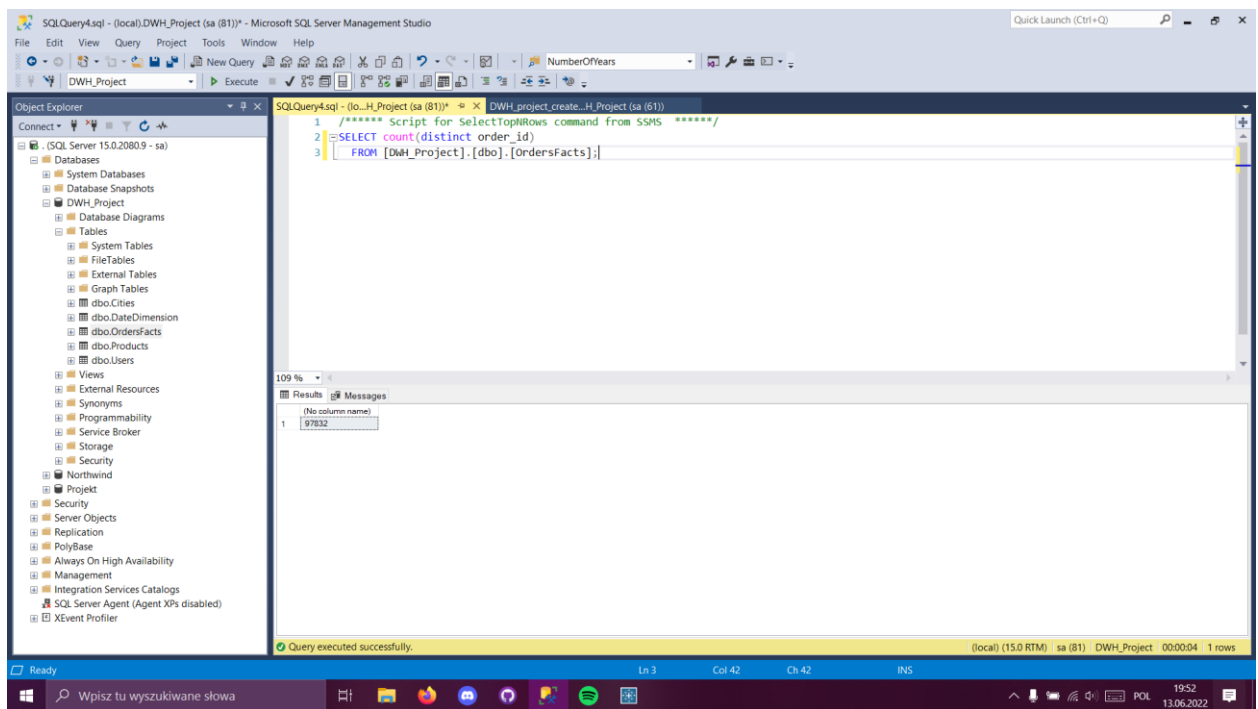 SQLQuery4.sql - (local).DWH_Project (sa (81))* - Microsoft SQL Server Management Studio
Quick Launch (Ctrl+Q)
File Edit View Query Project Tools Window Help
New Query
NumberOfYears
DWH_Project
Execute
Object Explorer
SQLQuery4.sql - (lo...H_Project (sa (81))*
DWH_project_create...H_Project (sa (61))
Connect
. (SQL Server 15.0.2080.9 - sa)
Databases
System Databases
Database Snapshots
DWH_Project
Database Diagrams
Tables
System Tables
FileTables
External Tables
Graph Tables
dbo.Cities
dbo.DateDimension
dbo.OrdersFacts
dbo.Products
dbo.Users
Views
External Resources
Synonyms
Programmability
Service Broker
Storage
Security
Northwind
Projekt
Security
Server Objects
Replication
PolyBase
Always On High Availability
Management
Integration Services Catalogs
SQL Server Agent (Agent XPs disabled)
XEvent Profiler
1 /****** Script for SelectTopNRows command from SSMS ******/
2 SELECT count(distinct order_id)
3 FROM [DWH_Project].[dbo].[OrdersFacts];
109 %
Results Messages
(No column name)
1 97832
Query executed successfully.
(local) (15.0 RTM) sa (81) DWH_Project 00:00:04 1 rows
Ready
Ln 3 Col 42 Ch 42 INS
Wpisz tu wyszukiwane słowa
POL
19:52
13.06.2022